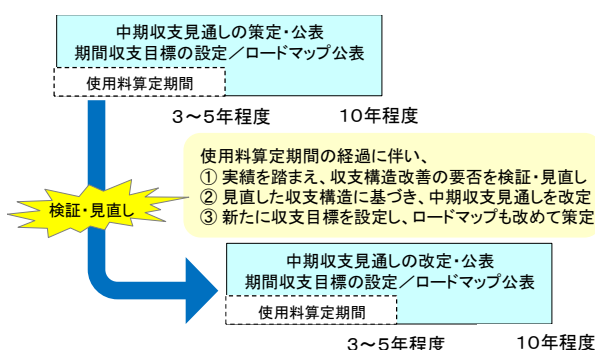 中期収支見通しの策定・公表
期間収支目標の設定／ロードマップ公表
使用料算定期間
3～5年程度
10年程度
使用料算定期間の経過に伴い、
① 実績を踏まえ、収支構造改善の要否を検証・見直し
② 見直した収支構造に基づき、中期収支見通しを改定
③ 新たに収支目標を設定し、ロードマップも改めて策定
検証・見直し
中期収支見通しの改定・公表
期間収支目標の設定／ロードマップ公表
使用料算定期間
3～5年程度
10年程度